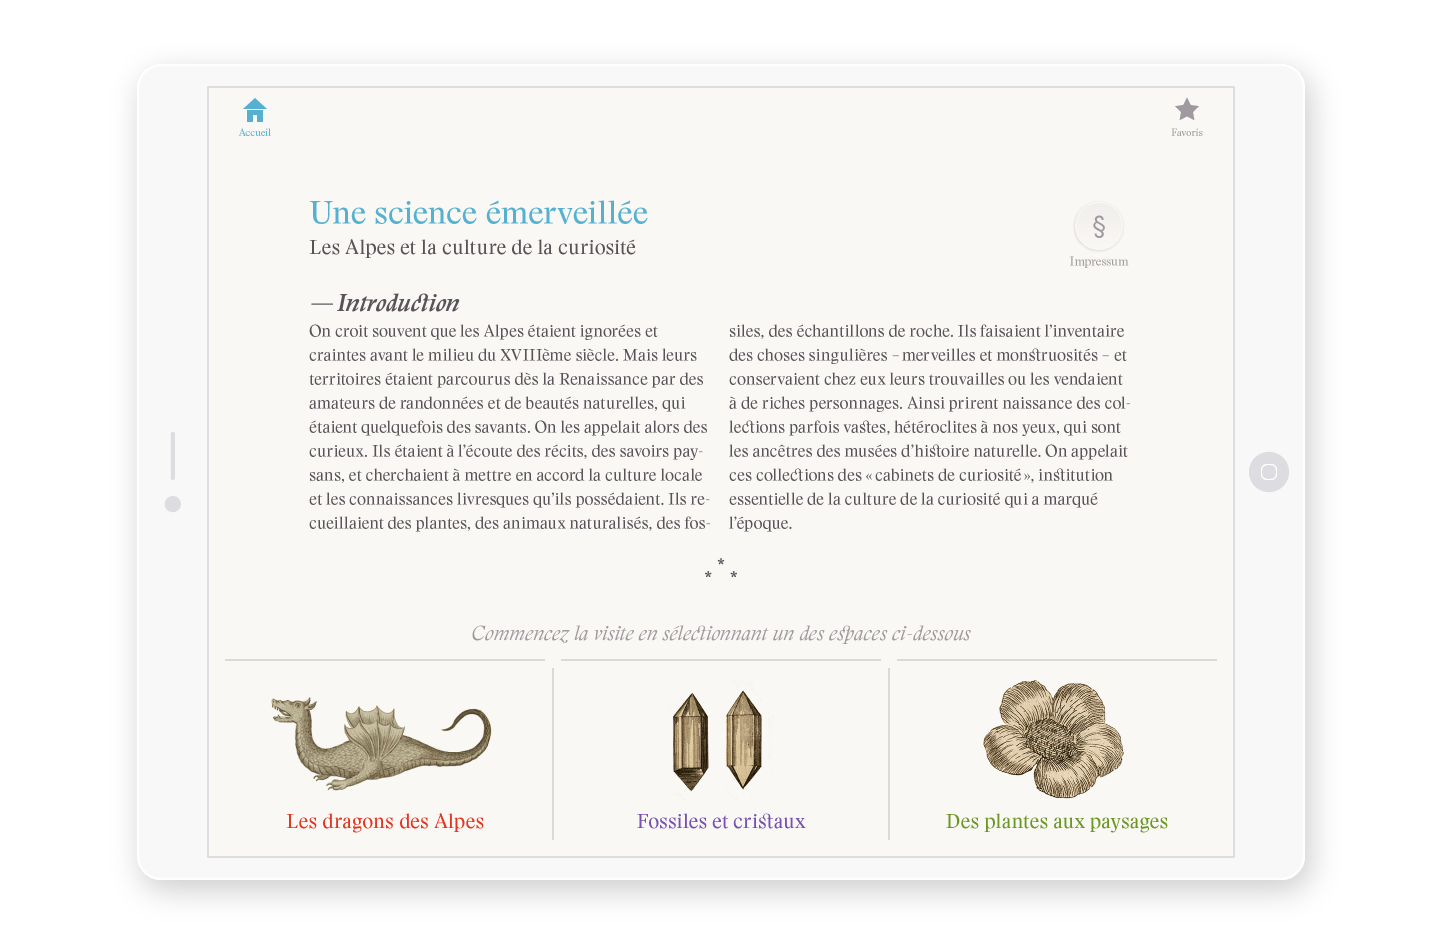 Accueil
Favoris
Une science émerveillée
Les Alpes et la culture de la curiosité
§
Impressum
— Introduction
On croit souvent que les Alpes étaient ignorées et
craintes avant le milieu du XVIIIème siècle. Mais leurs
territoires étaient parcourus dès la Renaissance par des
amateurs de randonnées et de beautés naturelles, qui
étaient quelquefois des savants. On les appelait alors des
curieux. Ils étaient à l’écoute des récits, des savoirs pay-
sans, et cherchaient à mettre en accord la culture locale
et les connaissances livresques qu’ils possédaient. Ils re-
cueillaient des plantes, des animaux naturalisés, des fos-
siles, des échantillons de roche. Ils faisaient l’inventaire
des choses singulières – merveilles et monstruosités – et
conservaient chez eux leurs trouvailles ou les vendaient
à de riches personnages. Ainsi prirent naissance des col-
lections parfois vastes, hétéroclites à nos yeux, qui sont
les ancêtres des musées d’histoire naturelle. On appelait
ces collections des « cabinets de curiosité », institution
essentielle de la culture de la curiosité qui a marqué
l’époque.
* * *
Commencez la visite en sélectionnant un des espaces ci-dessous
Les dragons des Alpes
Fossiles et cristaux
Des plantes aux paysages